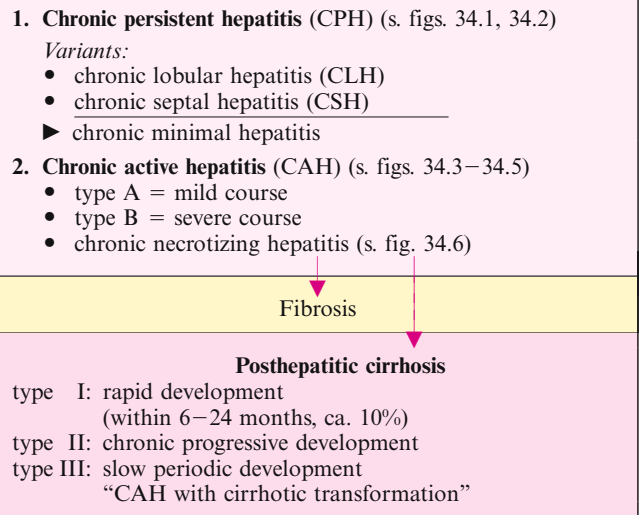 1. Chronic persistent hepatitis (CPH) (s. figs. 34.1, 34.2)
Variants:
• chronic lobular hepatitis (CLH)
• chronic septal hepatitis (CSH)
► chronic minimal hepatitis
2. Chronic active hepatitis (CAH) (s. figs. 34.3−34.5)
• type A = mild course
• type B = severe course
• chronic necrotizing hepatitis (s. fig. 34.6)
Fibrosis
Posthepatitic cirrhosis
type I: rapid development
(within 6−24 months, ca. 10%)
type II: chronic progressive development
type III: slow periodic development
“CAH with cirrhotic transformation”